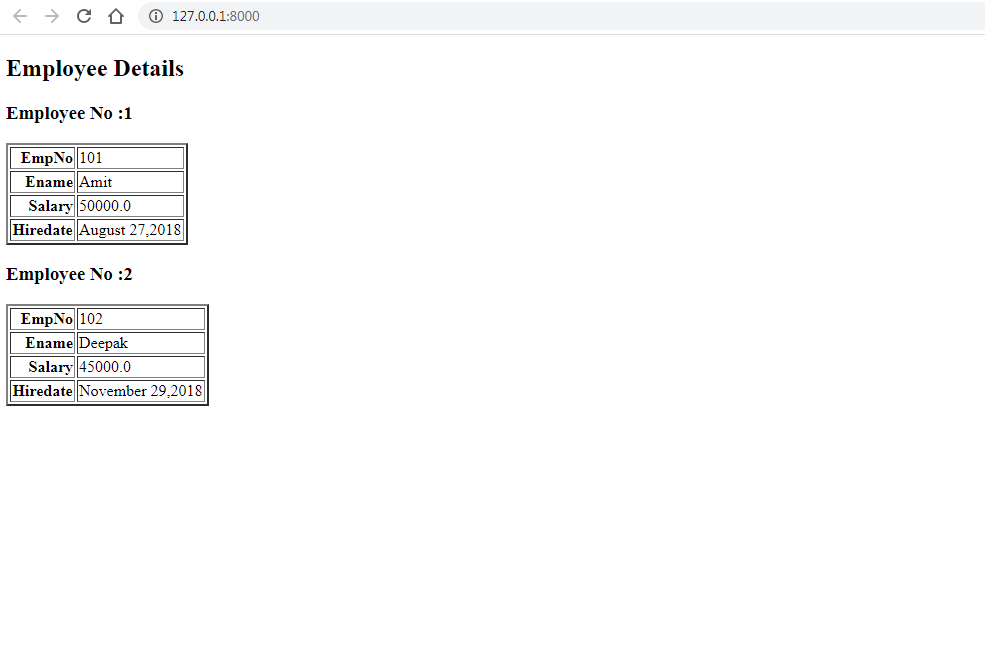 127.0.0.1:8000
Employee Details
Employee No :1
EmpNo 101
Ename Amit
Salary 50000.0
Hiredate August 27,2018
Employee No :2
EmpNo 102
Ename Deepak
Salary 45000.0
Hiredate November 29,2018